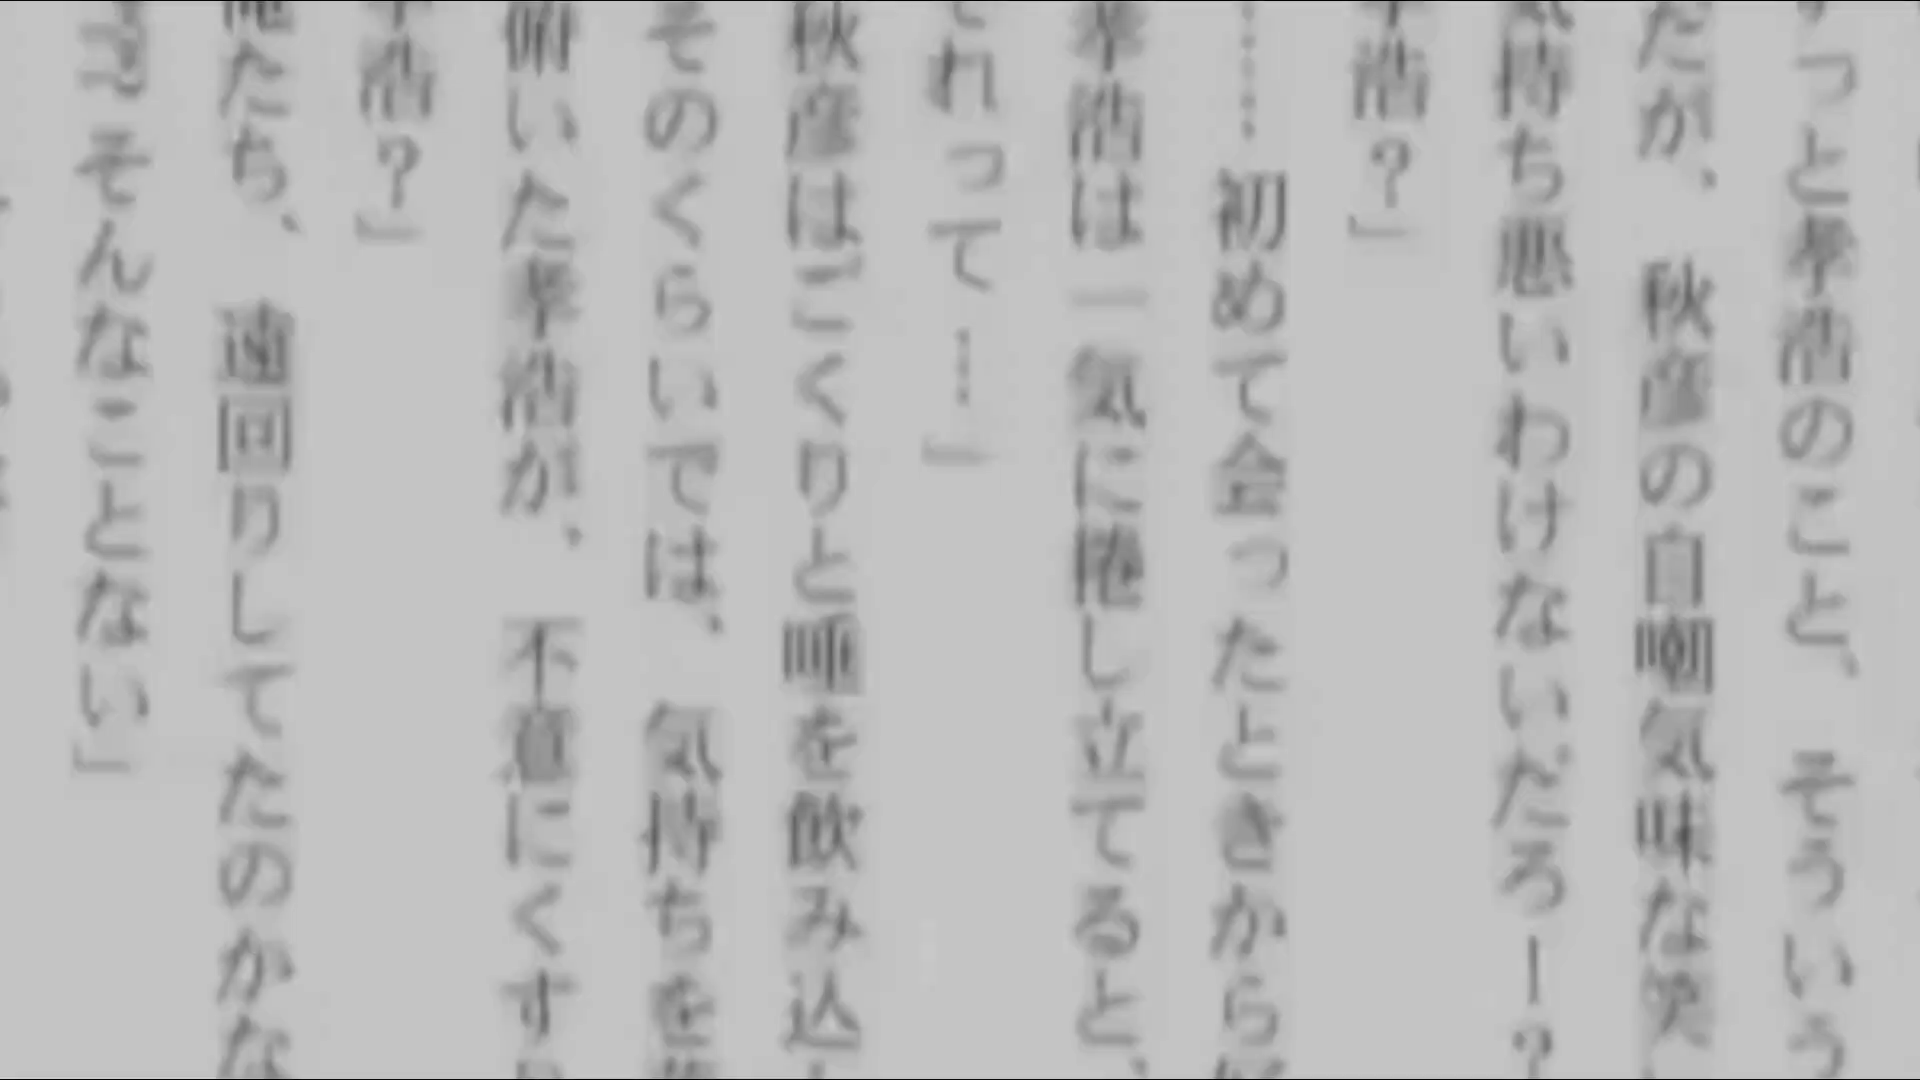 っと孝浩のこと、そういう
だが、秋彦の自嘲気味な笑
気持ち悪いわけないだろー？
孝浩？」
……初めて会ったときから
孝浩は一気に捲し立てると、
それって…」
秋彦はごくりと唾を飲み込
そのくらいでは、気持ちを
俯いた孝浩が、不意にくす
孝浩？」
俺たち、遠回りしてたのかな
そんなことない」